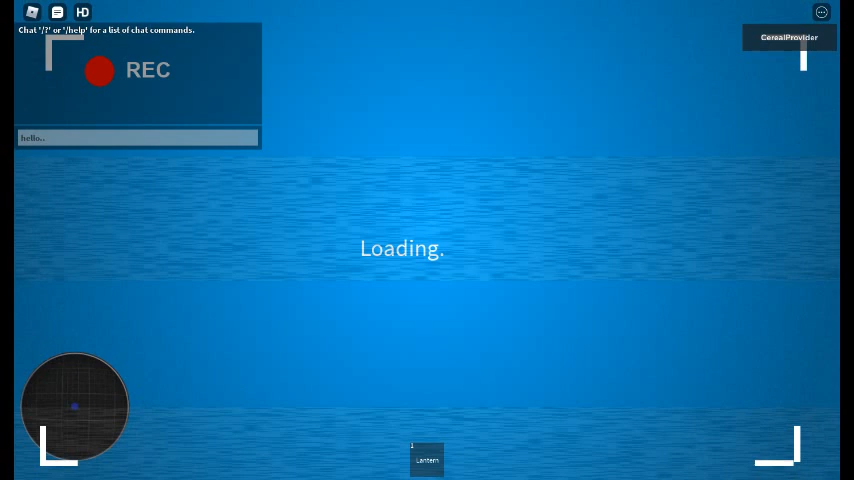 HD
Chat '/?' or '/help' for a list of chat commands.
CerealProvider
REC
hello..
Loading.
1
Lantern